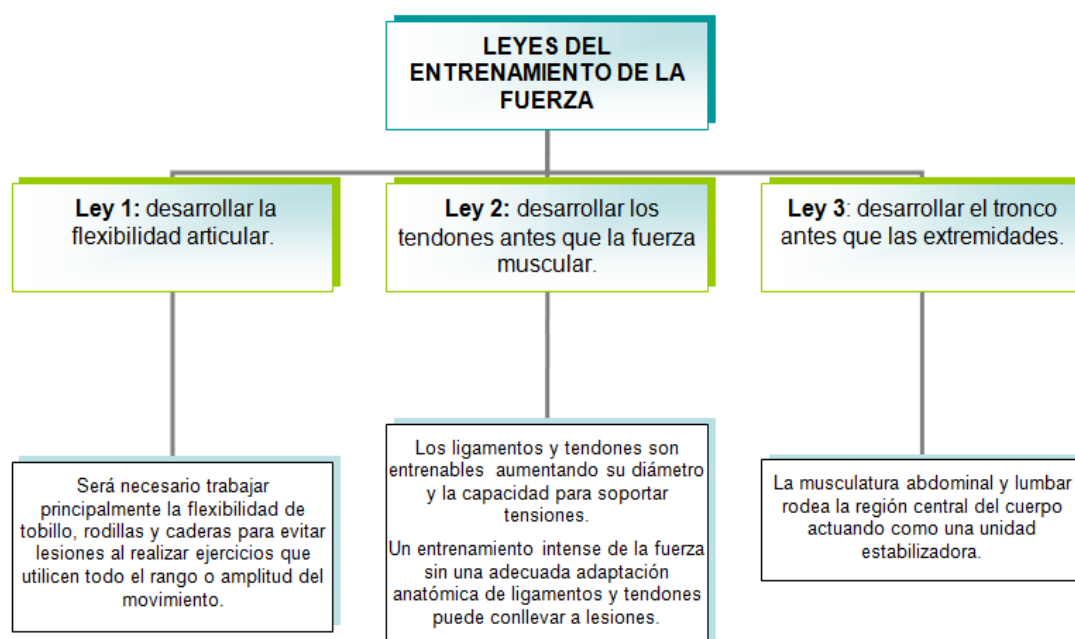 LEYES DEL
ENTRENAMIENTO DE LA
FUERZA
Ley 1: desarrollar la
flexibilidad articular.
Ley 2: desarrollar los
tendones antes que la fuerza
muscular.
Ley 3: desarrollar el tronco
antes que las extremidades.
Será necesario trabajar
principalmente la flexibilidad de
tobillo, rodillas y caderas para evitar
lesiones al realizar ejercicios que
utilicen todo el rango o amplitud del
movimiento.
Los ligamentos y tendones son
entrenables aumentando su diámetro
y la capacidad para soportar
tensiones.
Un entrenamiento intense de la fuerza
sin una adecuada adaptación
anatómica de ligamentos y tendones
puede conllevar a lesiones.
La musculatura abdominal y lumbar
rodea la región central del cuerpo
actuando como una unidad
estabilizadora.